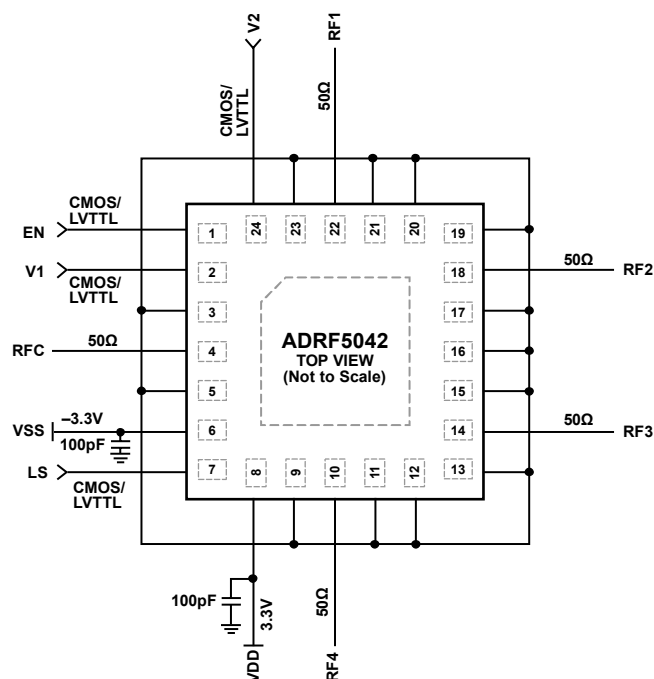 V2
RF1
CMOS/
LVTTL
50Ω
CMOS/
LVTTL
EN
V1
CMOS/
LVTTL
RFC
50Ω
VSS
–3.3V
100pF
LS
CMOS/
LVTTL
24
23
22
21
20
1
2
3
4
5
6
7
19
18
17
16
15
14
13
8
9
10
11
12
ADRF5042
TOP VIEW
(Not to Scale)
50Ω
RF2
50Ω
RF3
100pF
3.3V
VDD
50Ω
RF4